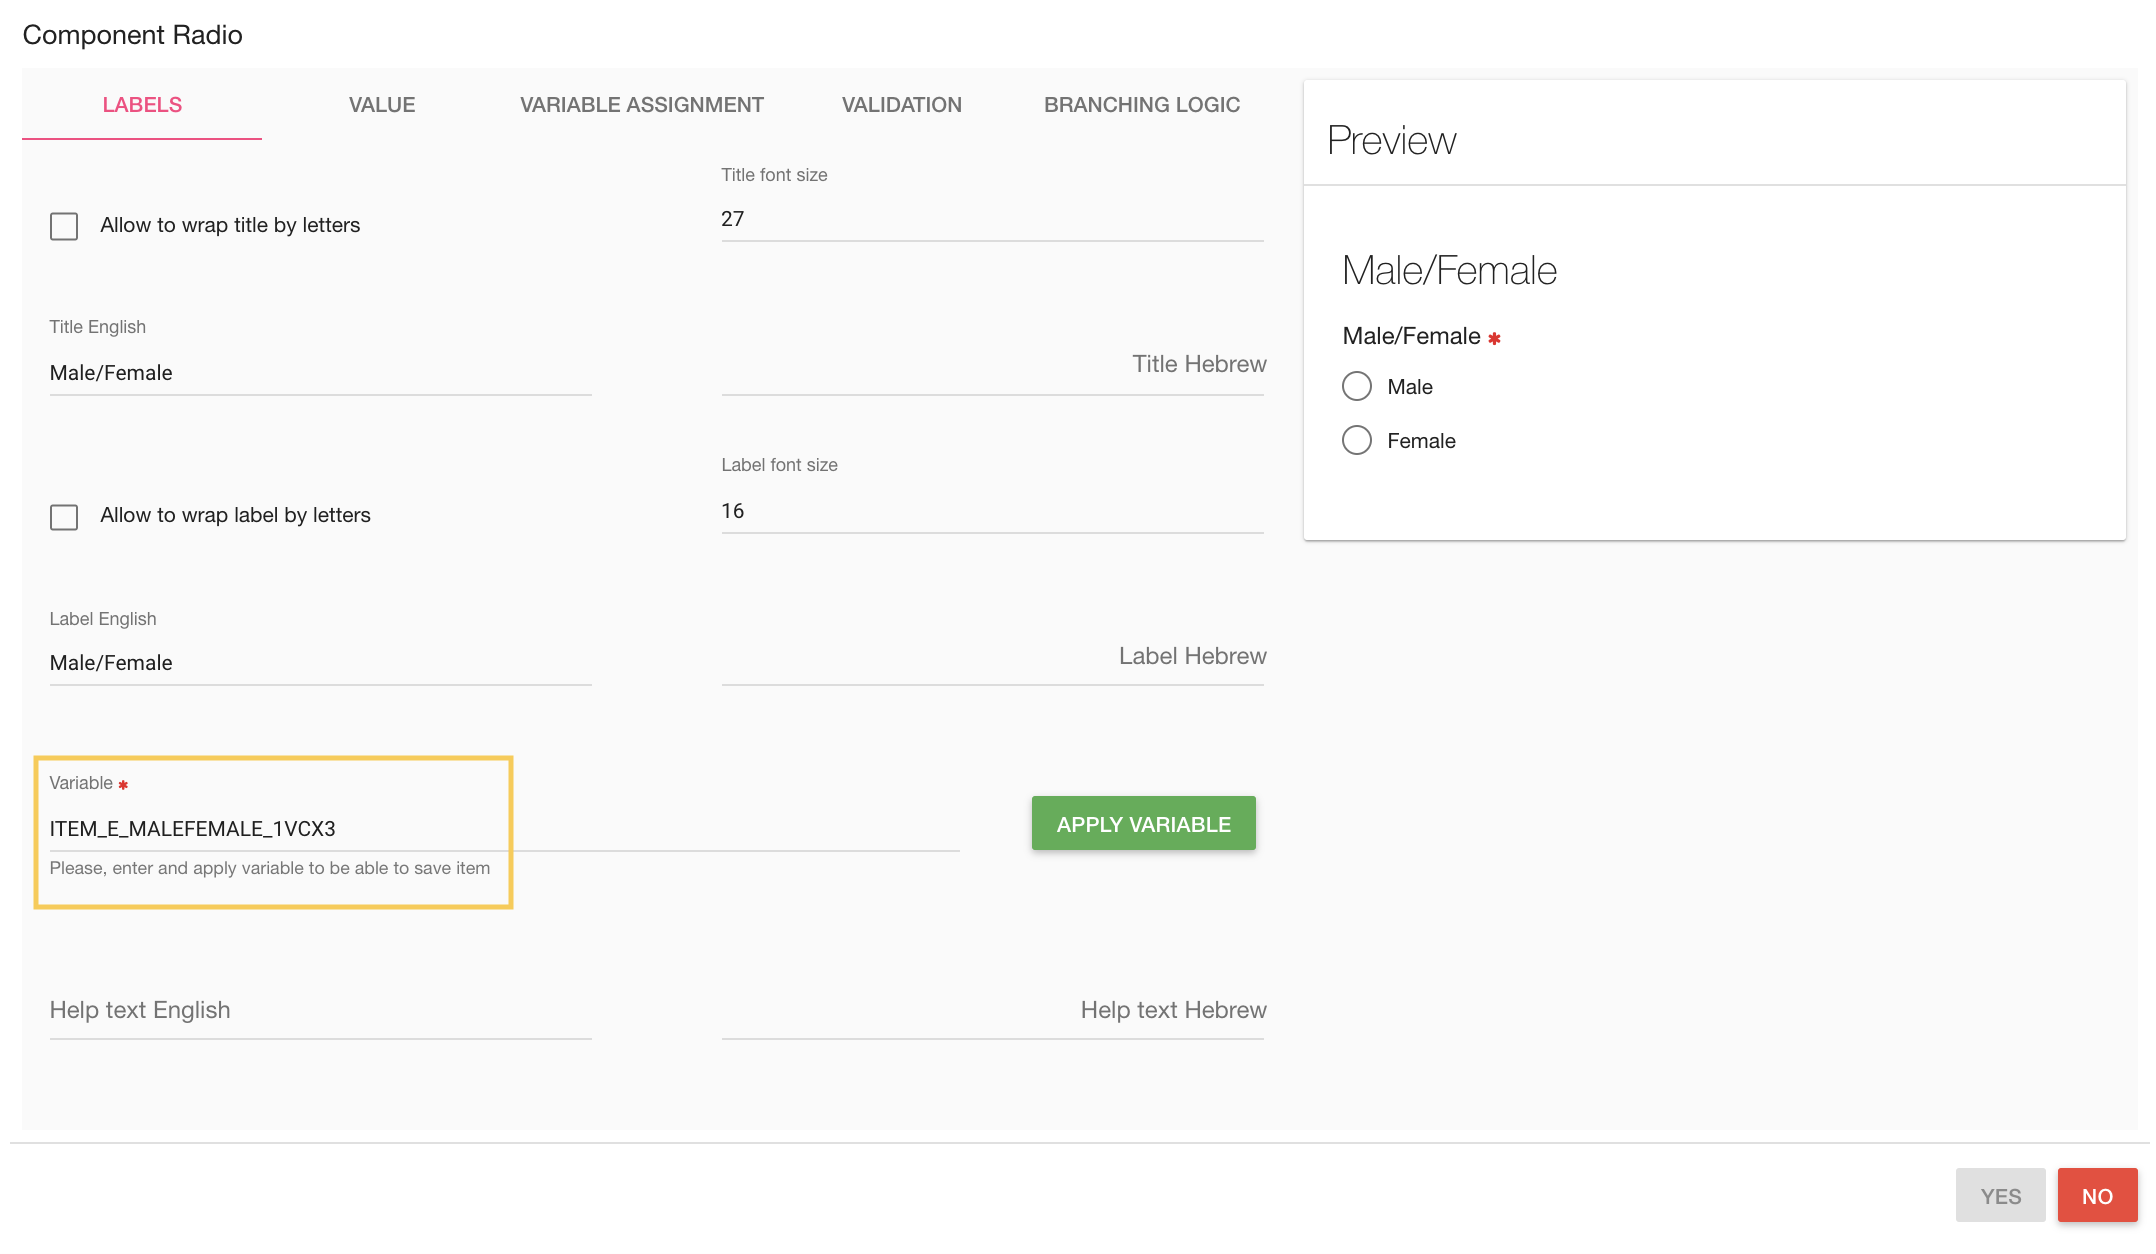 Component Radio
LABELS VALUE VARIABLE ASSIGNMENT VALIDATION BRANCHING LOGIC
Title font size
Allow to wrap title by letters
27
Title English
Male/Female
Title Hebrew
Label font size
Allow to wrap label by letters
16
Label English
Male/Female
Label Hebrew
Variable *
ITEM_E_MALEFEMALE_1VCX3
Please, enter and apply variable to be able to save item
APPLY VARIABLE
Help text English
Help text Hebrew
Preview
Male/Female
Male/Female *
Male
Female
YES NO